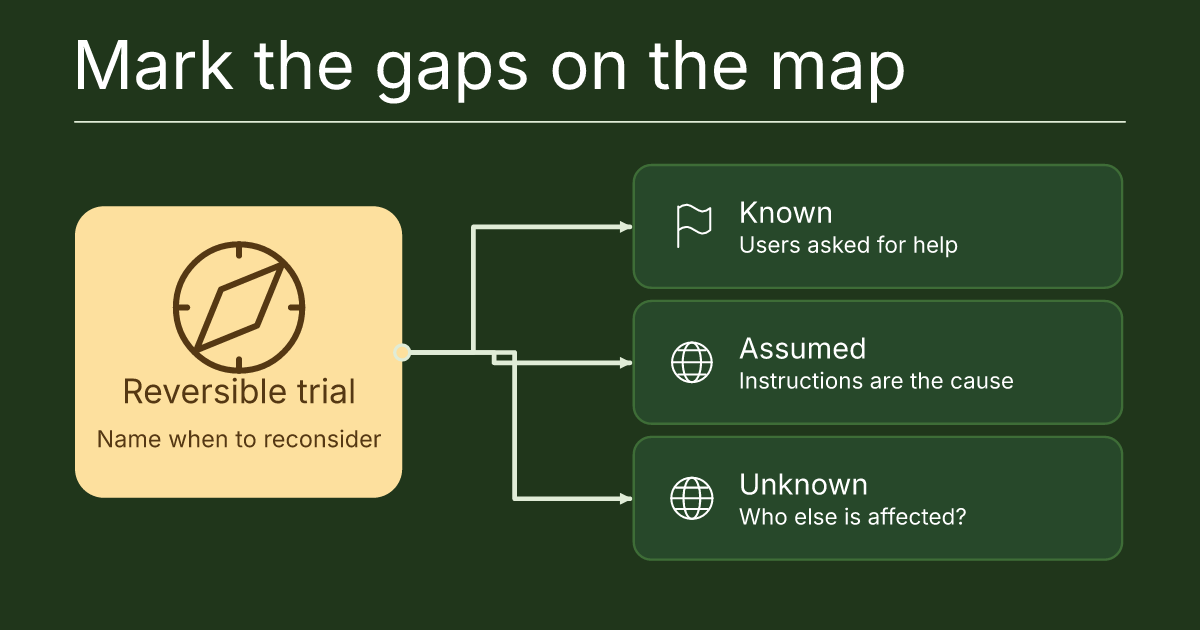 Mark the gaps on the map
Reversible trial
Name when to reconsider
Known
Users asked for help
Assumed
Instructions are the cause
Unknown
Who else is affected?